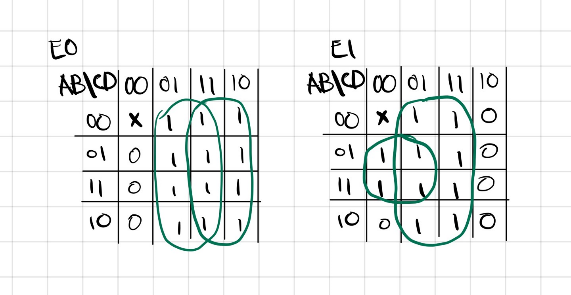 E0 E1
AB\CD 00 01 11 10 AB\CD 00 01 11 10
00 x 1 1 1 00 x 1 1 0
01 0 1 1 1 01 1 1 1 0
11 0 1 1 1 11 1 1 1 0
10 0 1 1 1 10 0 1 1 0